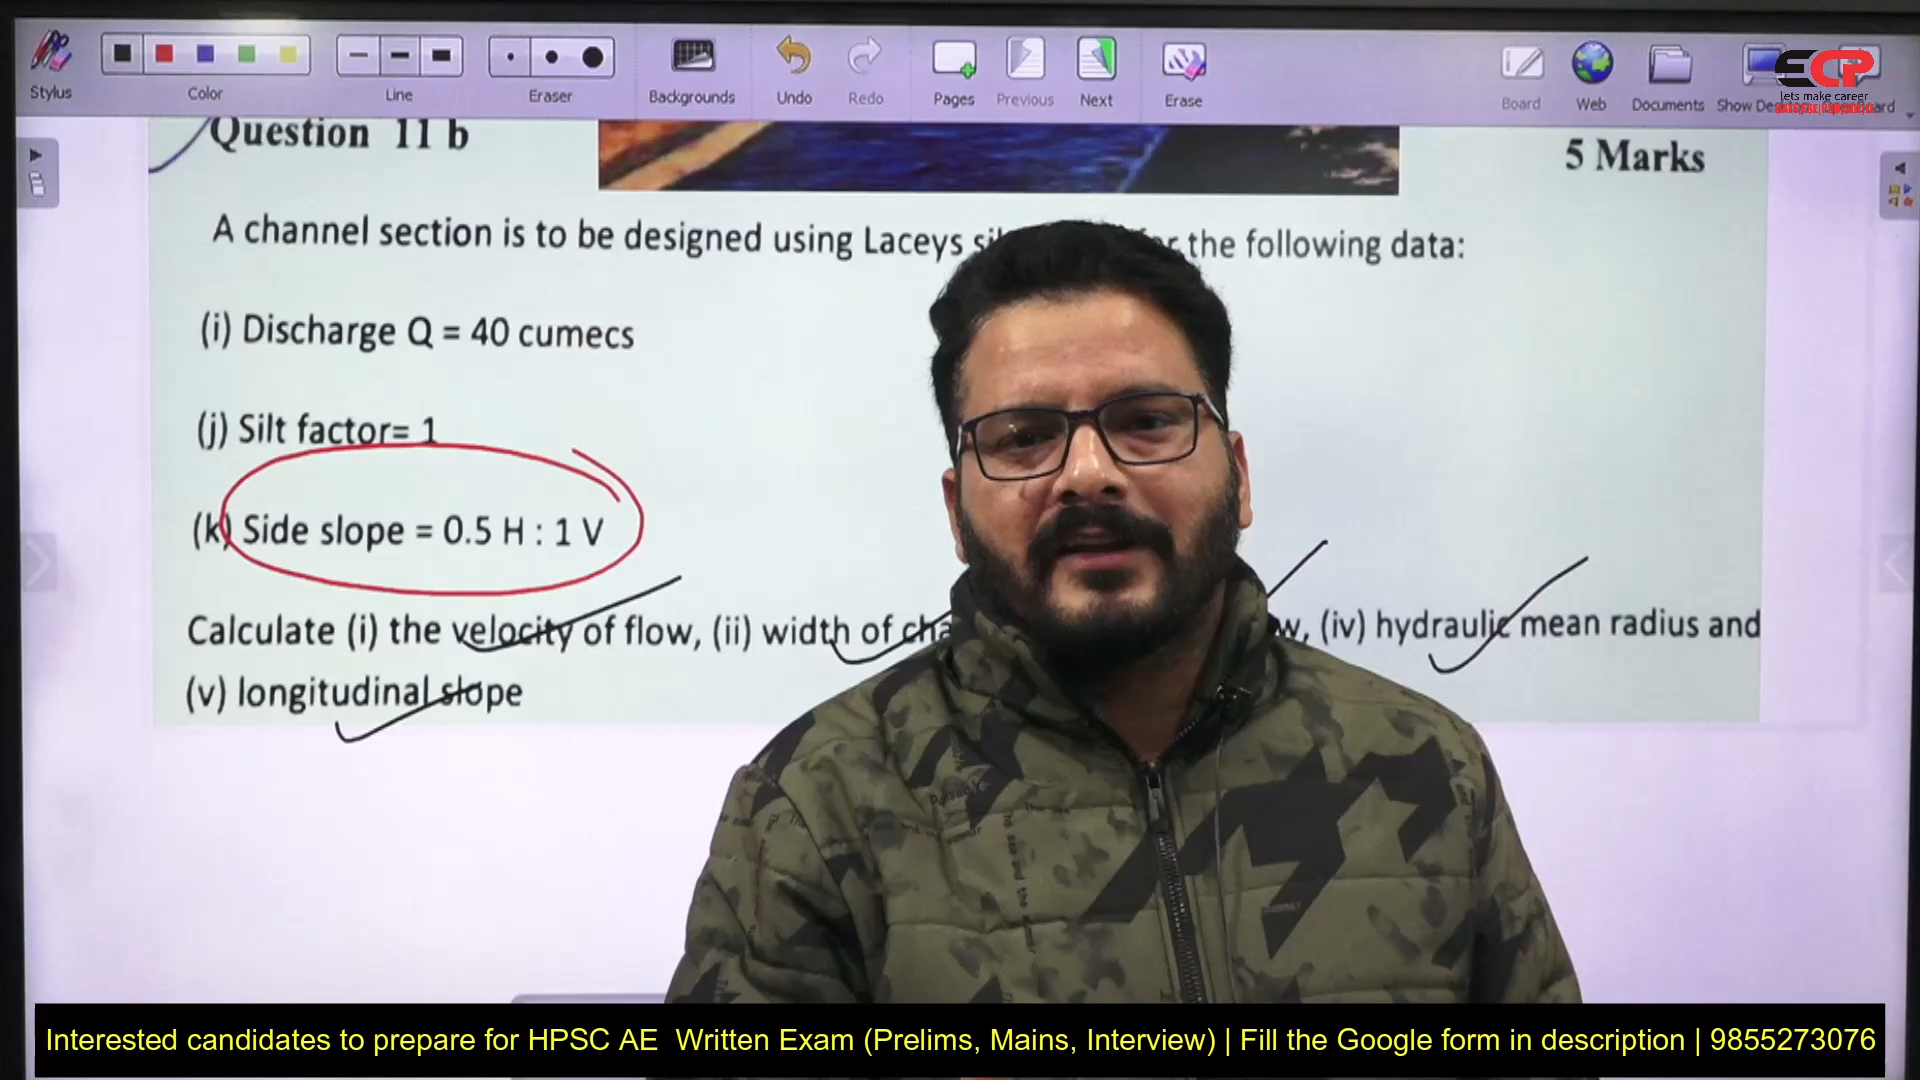 Stylus
Color
Line
Eraser
Backgrounds
Undo
Redo
Pages
Previous
Next
Erase
Board
Web
Documents
Show
ECP
lets make career
Question 11 b
5 Marks
A channel section is to be designed using Laceys the following data:
(i) Discharge Q = 40 cumecs
(j) Silt factor= 1
(k) Side slope = 0.5 H : 1 V
Calculate (i) the velocity of flow, (ii) width of (iv) hydraulic mean radius and
(v) longitudinal slope
Interested candidates to prepare for HPSC AE Written Exam (Prelims, Mains, Interview) | Fill the Google form in description | 9855273076